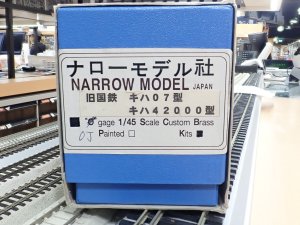 ナローモデル社
NARROW MODEL JAPAN
旧国鉄 キハ07型
キハ42000型
■ gage 1/45 Scale Custom Brass
OJ Painted □ Kits ■